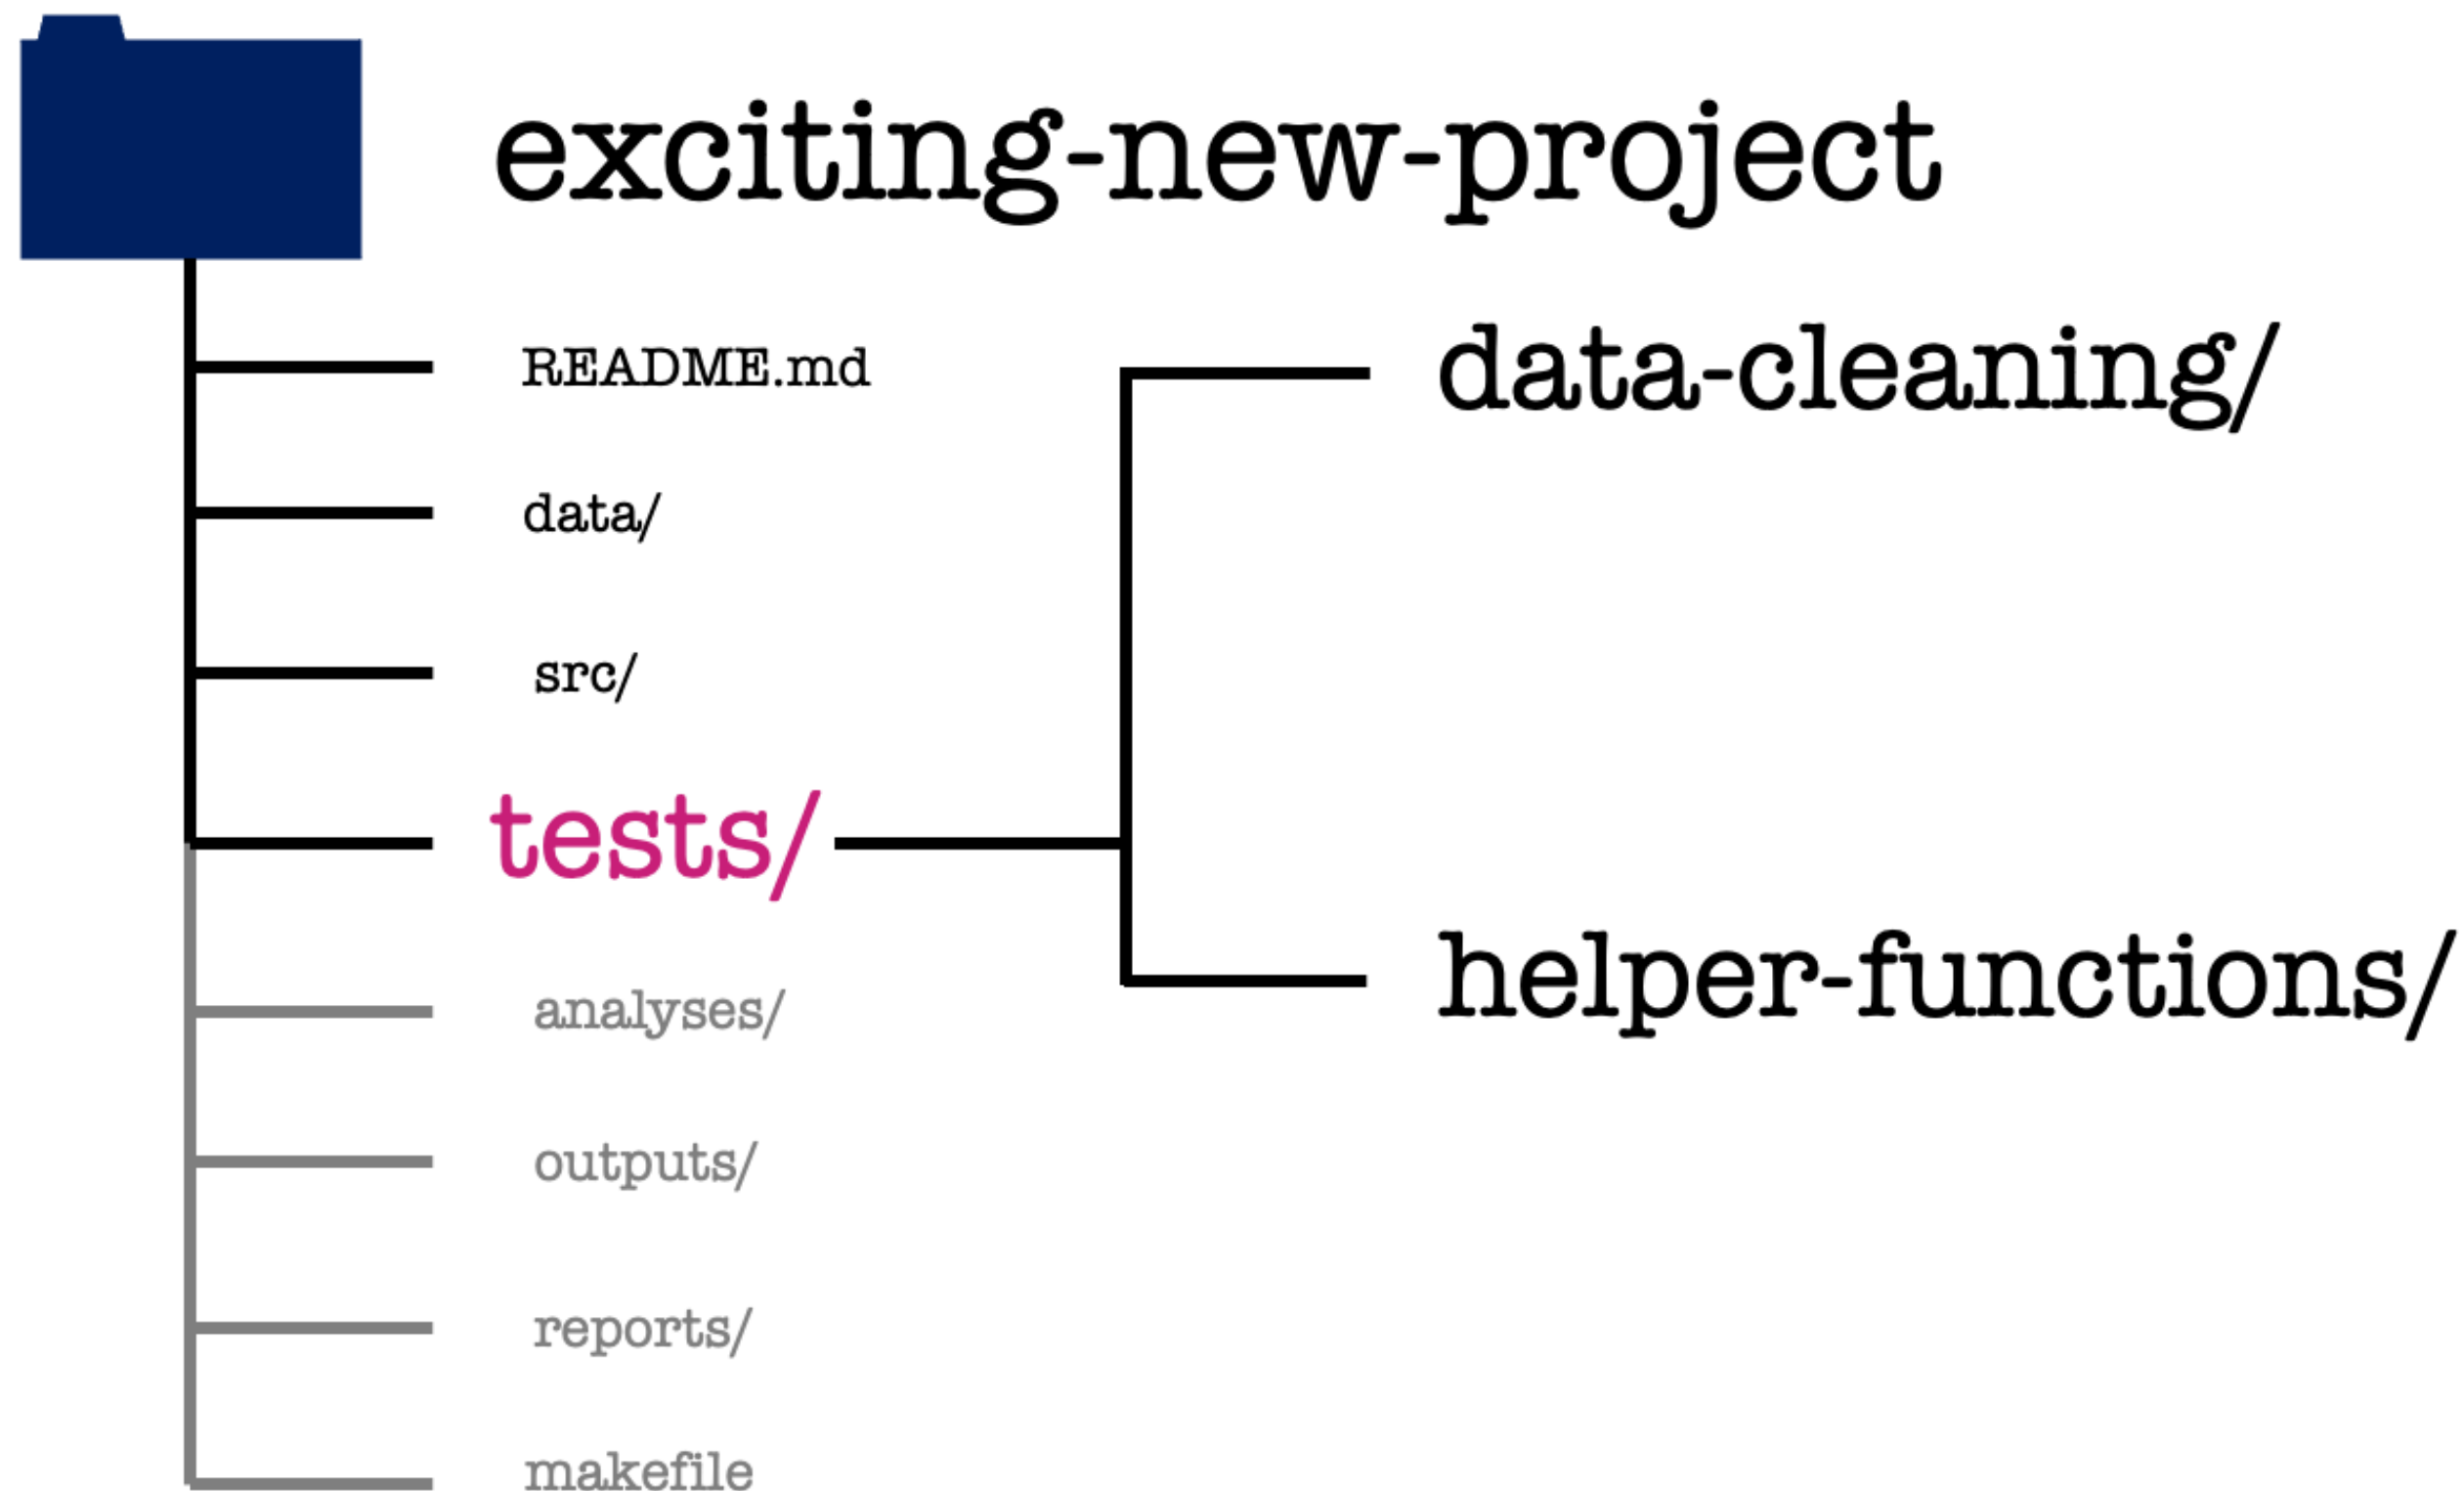 exciting-new-project
README.md
data/
src/
tests/
analyses/
outputs/
reports/
makefile
data-cleaning/
helper-functions/